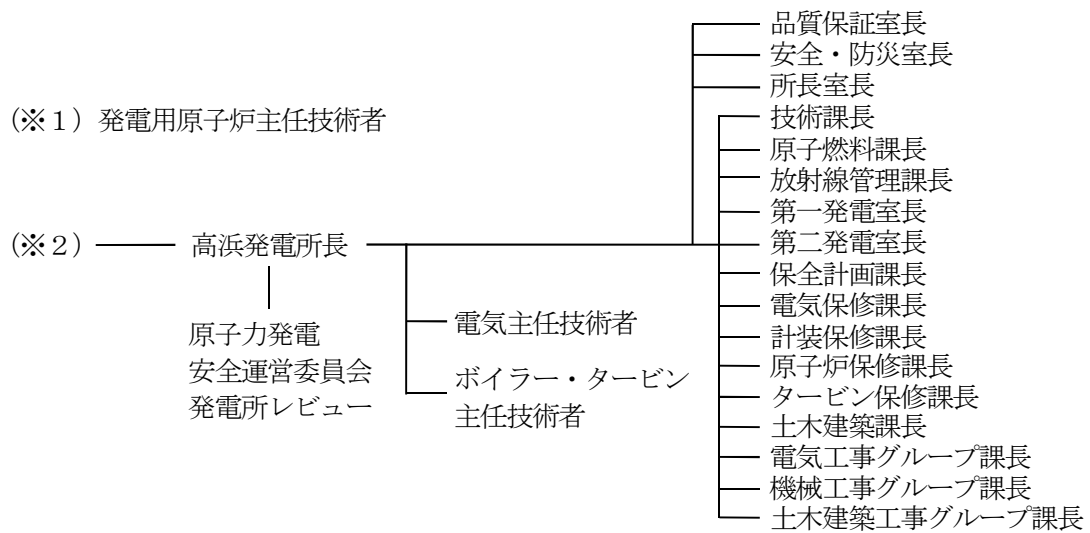 品質保証室長
安全・防災室長
所長室長
(※1) 発電用原子炉主任技術者
技術課長
原子燃料課長
放射線管理課長
第一発電室長
(※2)
高浜発電所長
第二発電室長
保全計画課長
電気保修課長
計装保修課長
原子炉保修課長
タービン保修課長
土木建築課長
電気工事グループ課長
機械工事グループ課長
土木建築工事グループ課長
原子力発電
安全運営委員会
発電所レビュー
電気主任技術者
ボイラー・タービン
主任技術者